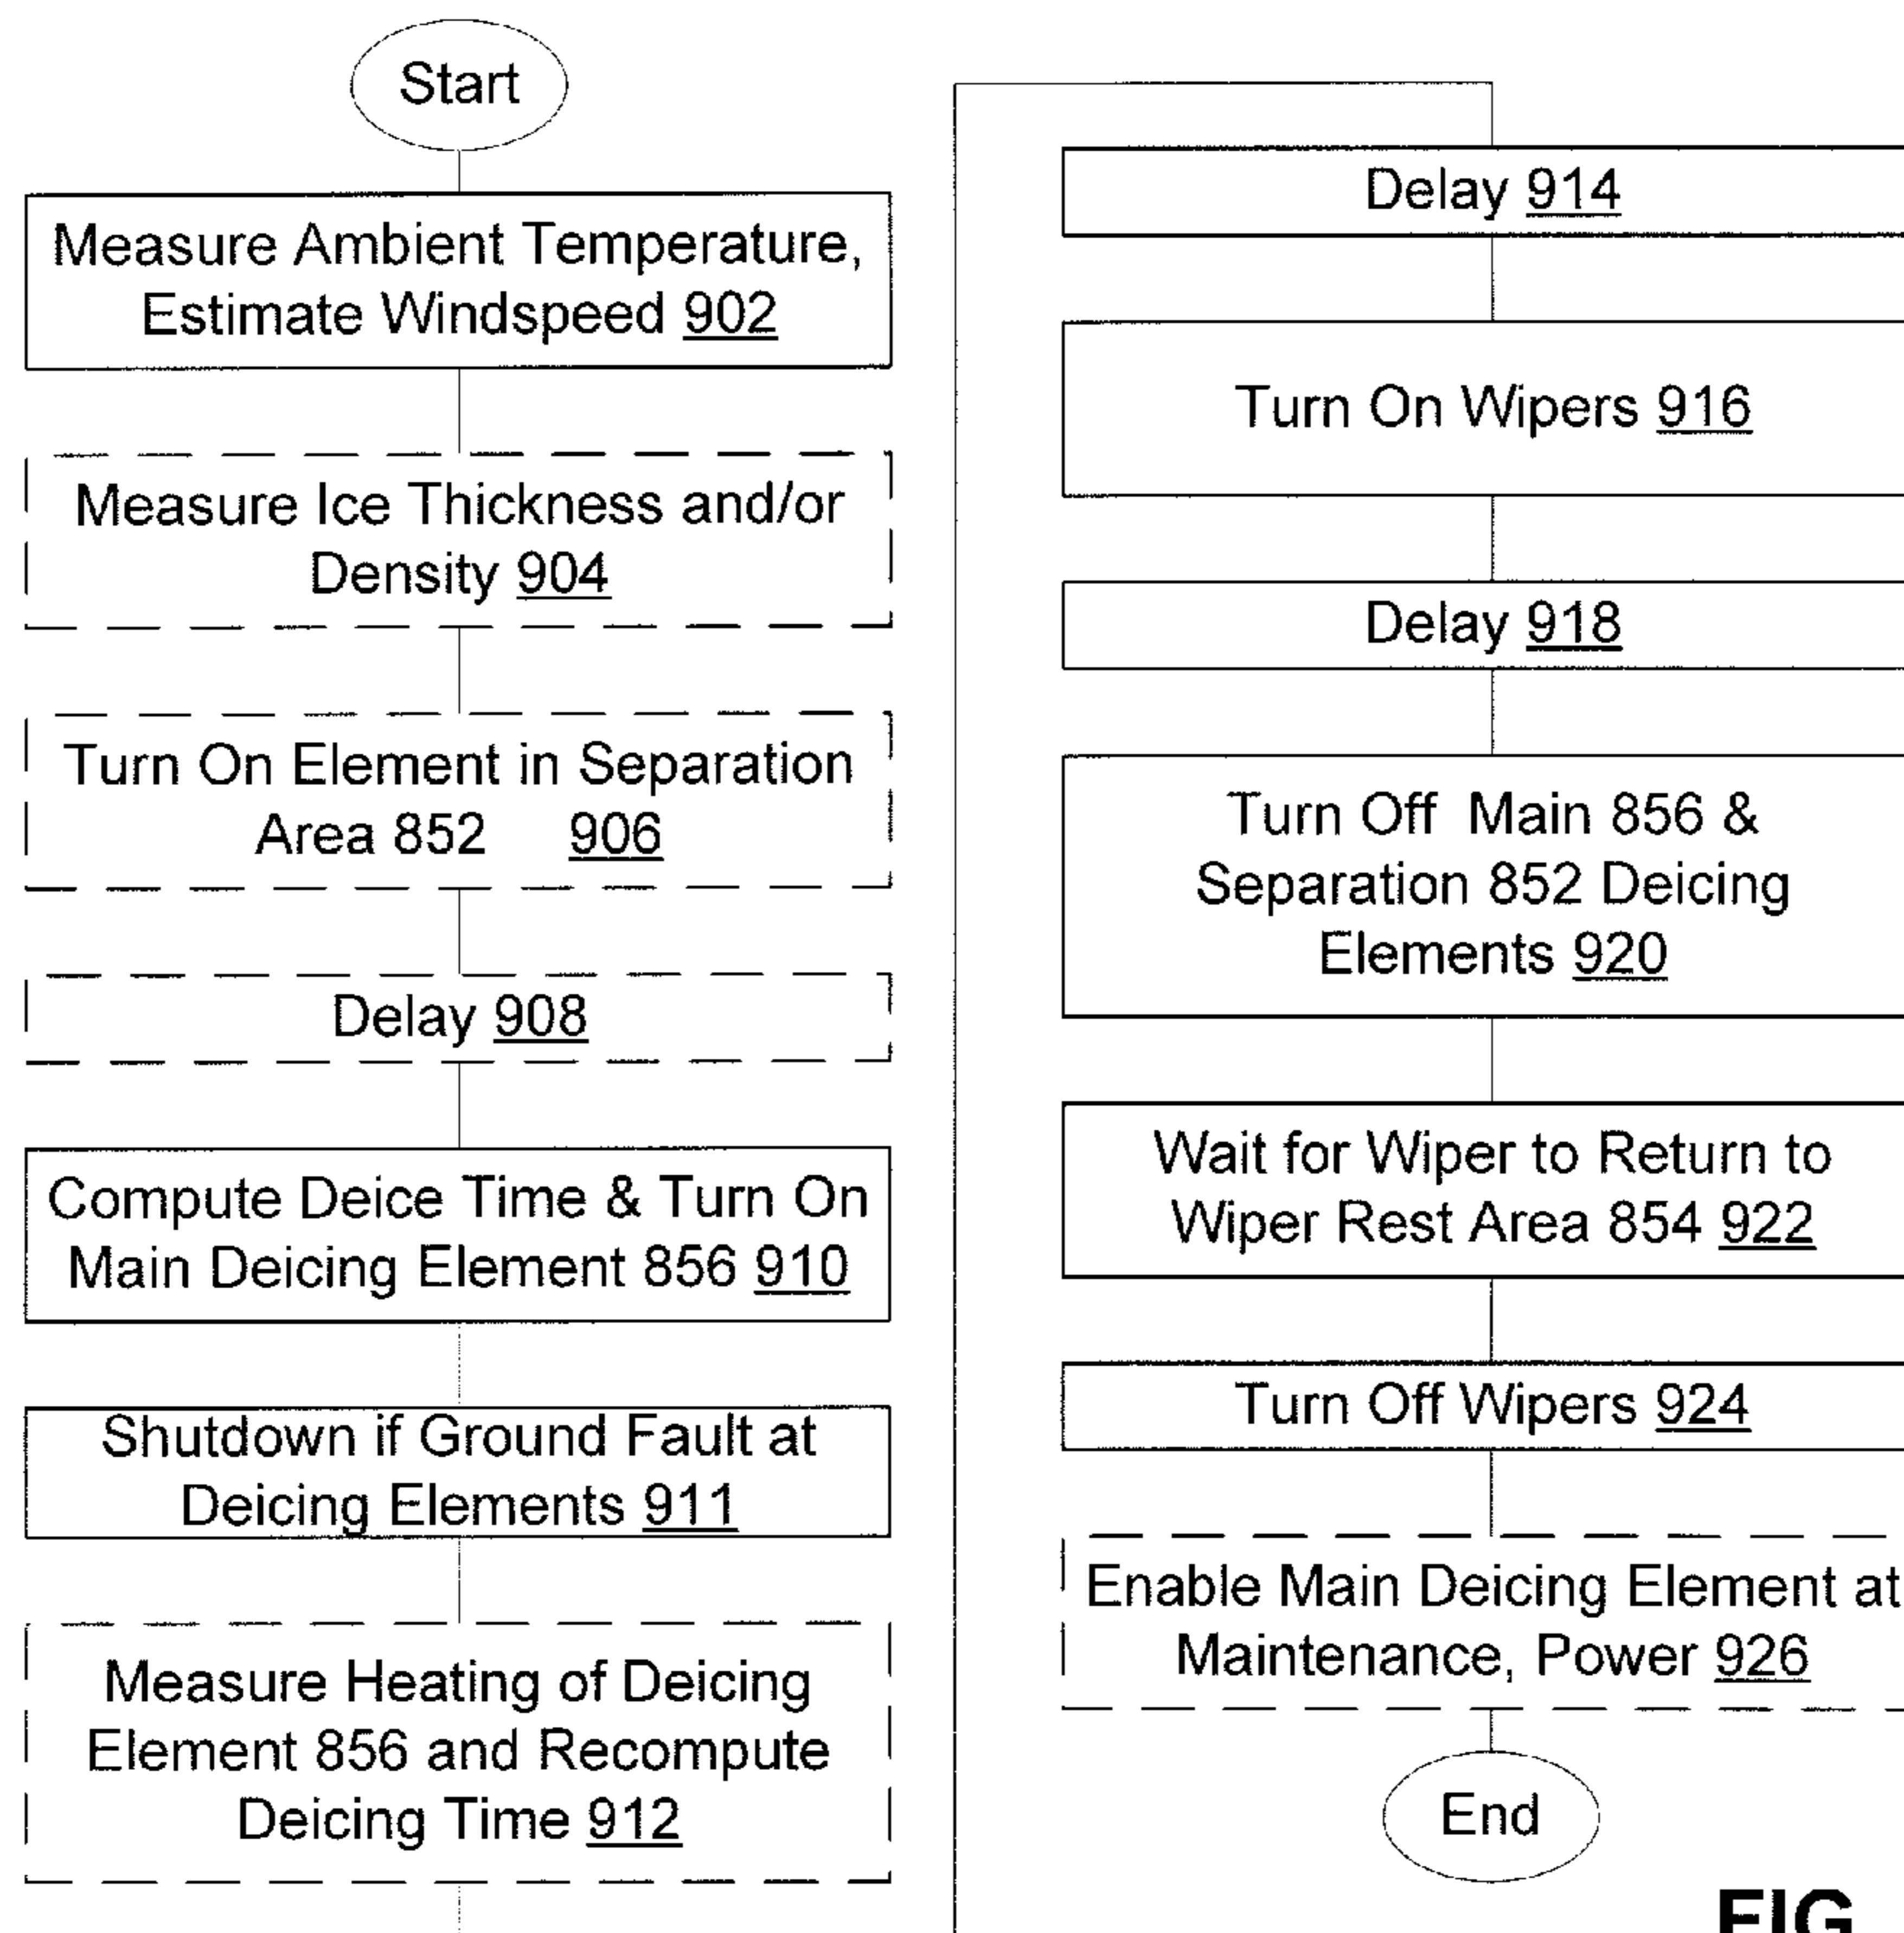 Start
Measure Ambient Temperature,
Estimate Windspeed 902
Measure Ice Thickness and/or
Density 904
Turn On Element in Separation
Area 852 906
Delay 908
Compute Deice Time & Turn On
Main Deicing Element 856 910
Shutdown if Ground Fault at
Deicing Elements 911
Measure Heating of Deicing
Element 856 and Recompute
Deicing Time 912
Delay 914
Turn On Wipers 916
Delay 918
Turn Off Main 856 &
Separation 852 Deicing
Elements 920
Wait for Wiper to Return to
Wiper Rest Area 854 922
Turn Off Wipers 924
Enable Main Deicing Element at
Maintenance, Power 926
End
FIG